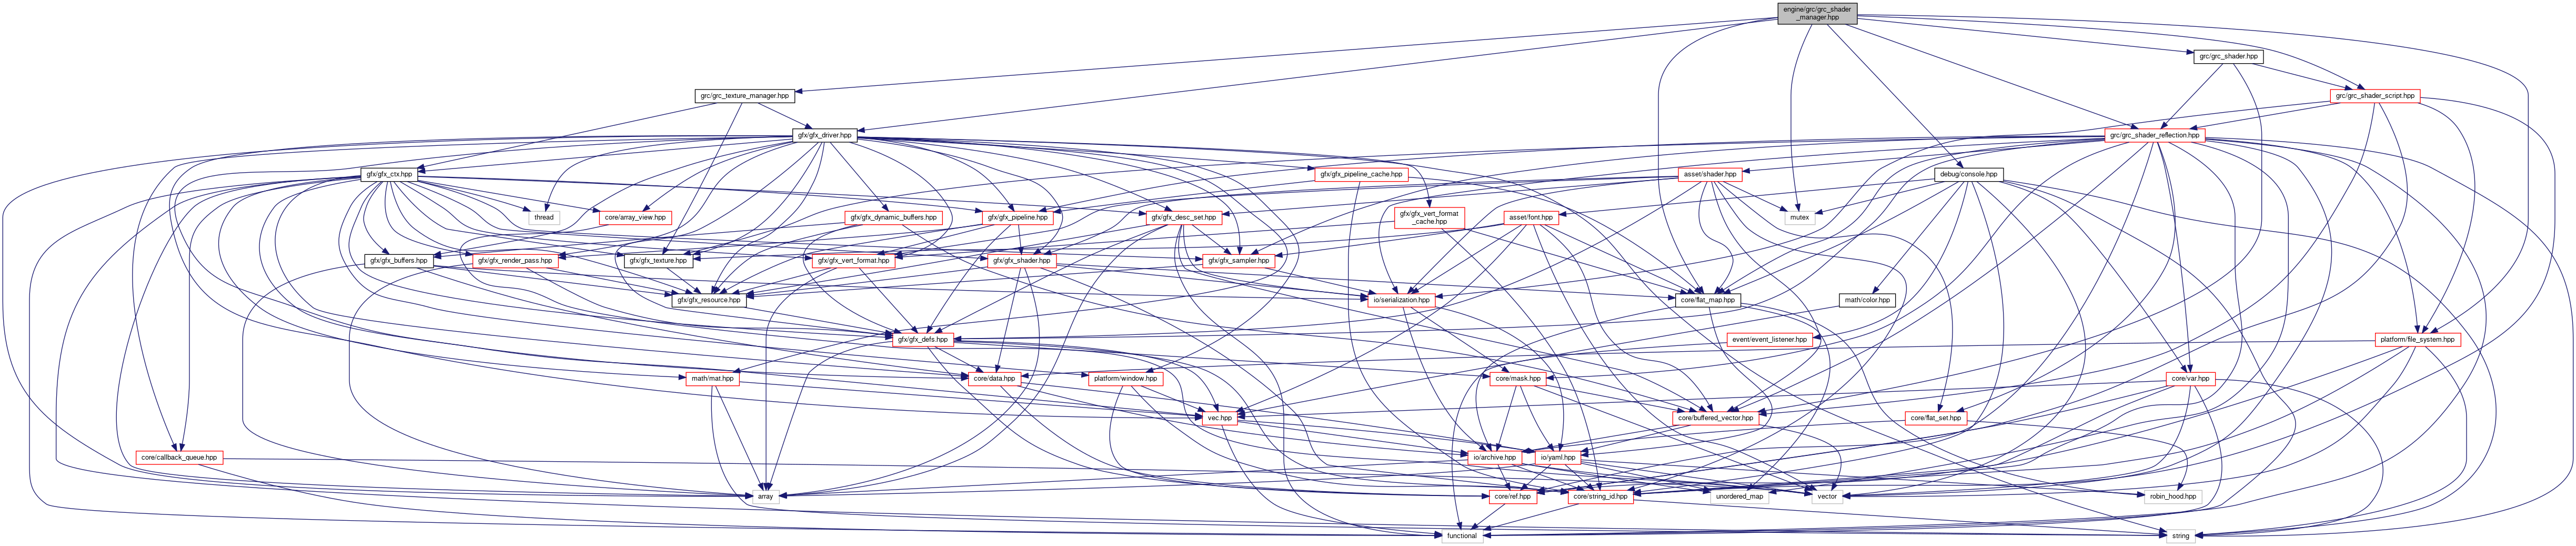 engine/grc/grc_shader
_manager.hpp
grc/grc_shader.hpp
grc/grc_texture_manager.hpp
grc/grc_shader_script.hpp
gfx/gfx_driver.hpp
grc/grc_shader_reflection.hpp
gfx/gfx_ctx.hpp
gfx/gfx_pipeline_cache.hpp
asset/shader.hpp
debug/console.hpp
thread
core/array_view.hpp
gfx/gfx_dynamic_buffers.hpp
gfx/gfx_pipeline.hpp
gfx/gfx_desc_set.hpp
gfx/gfx_vert_format
_cache.hpp
asset/font.hpp
mutex
gfx/gfx_buffers.hpp
gfx/gfx_render_pass.hpp
gfx/gfx_texture.hpp
gfx/gfx_vert_format.hpp
gfx/gfx_shader.hpp
gfx/gfx_sampler.hpp
gfx/gfx_resource.hpp
io/serialization.hpp
core/flat_map.hpp
math/color.hpp
gfx/gfx_defs.hpp
event/event_listener.hpp
platform/file_system.hpp
math/mat.hpp
core/data.hpp
platform/window.hpp
core/mask.hpp
core/var.hpp
vec.hpp
core/buffered_vector.hpp
core/flat_set.hpp
core/callback_queue.hpp
io/archive.hpp
io/yaml.hpp
array
core/ref.hpp
core/string_id.hpp
unordered_map
vector
robin_hood.hpp
functional
string